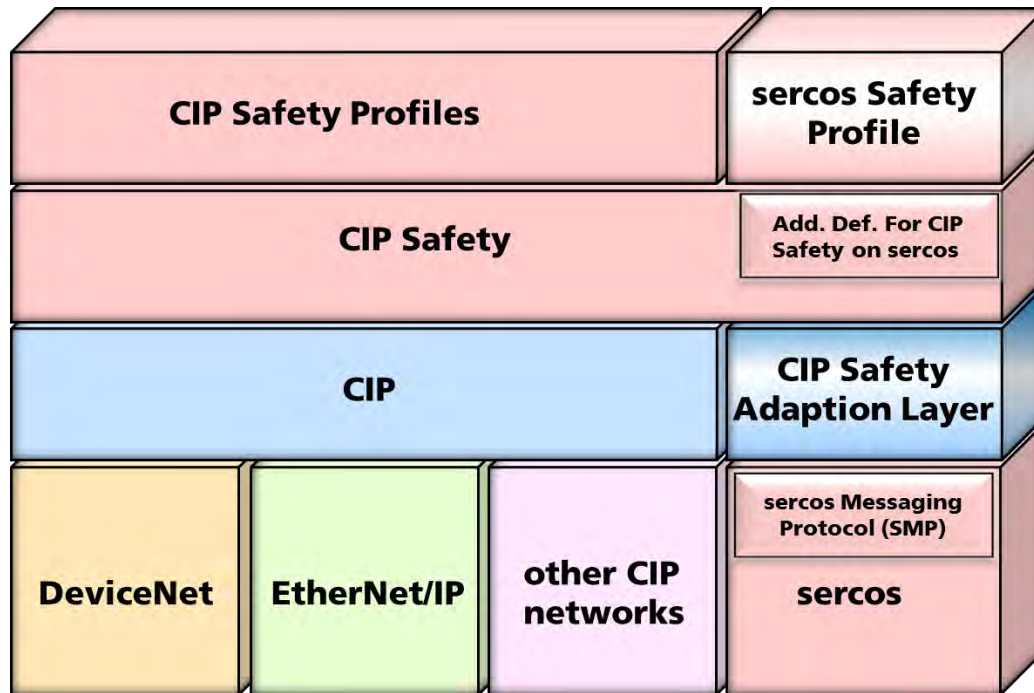 CIP Safety Profiles
sercos Safety
Profile
CIP Safety
Add. Def. For CIP
Safety on sercos
CIP
CIP Safety
Adaption Layer
DeviceNet
EtherNet/IP
other CIP
networks
sercos Messaging
Protocol (SMP)
sercos